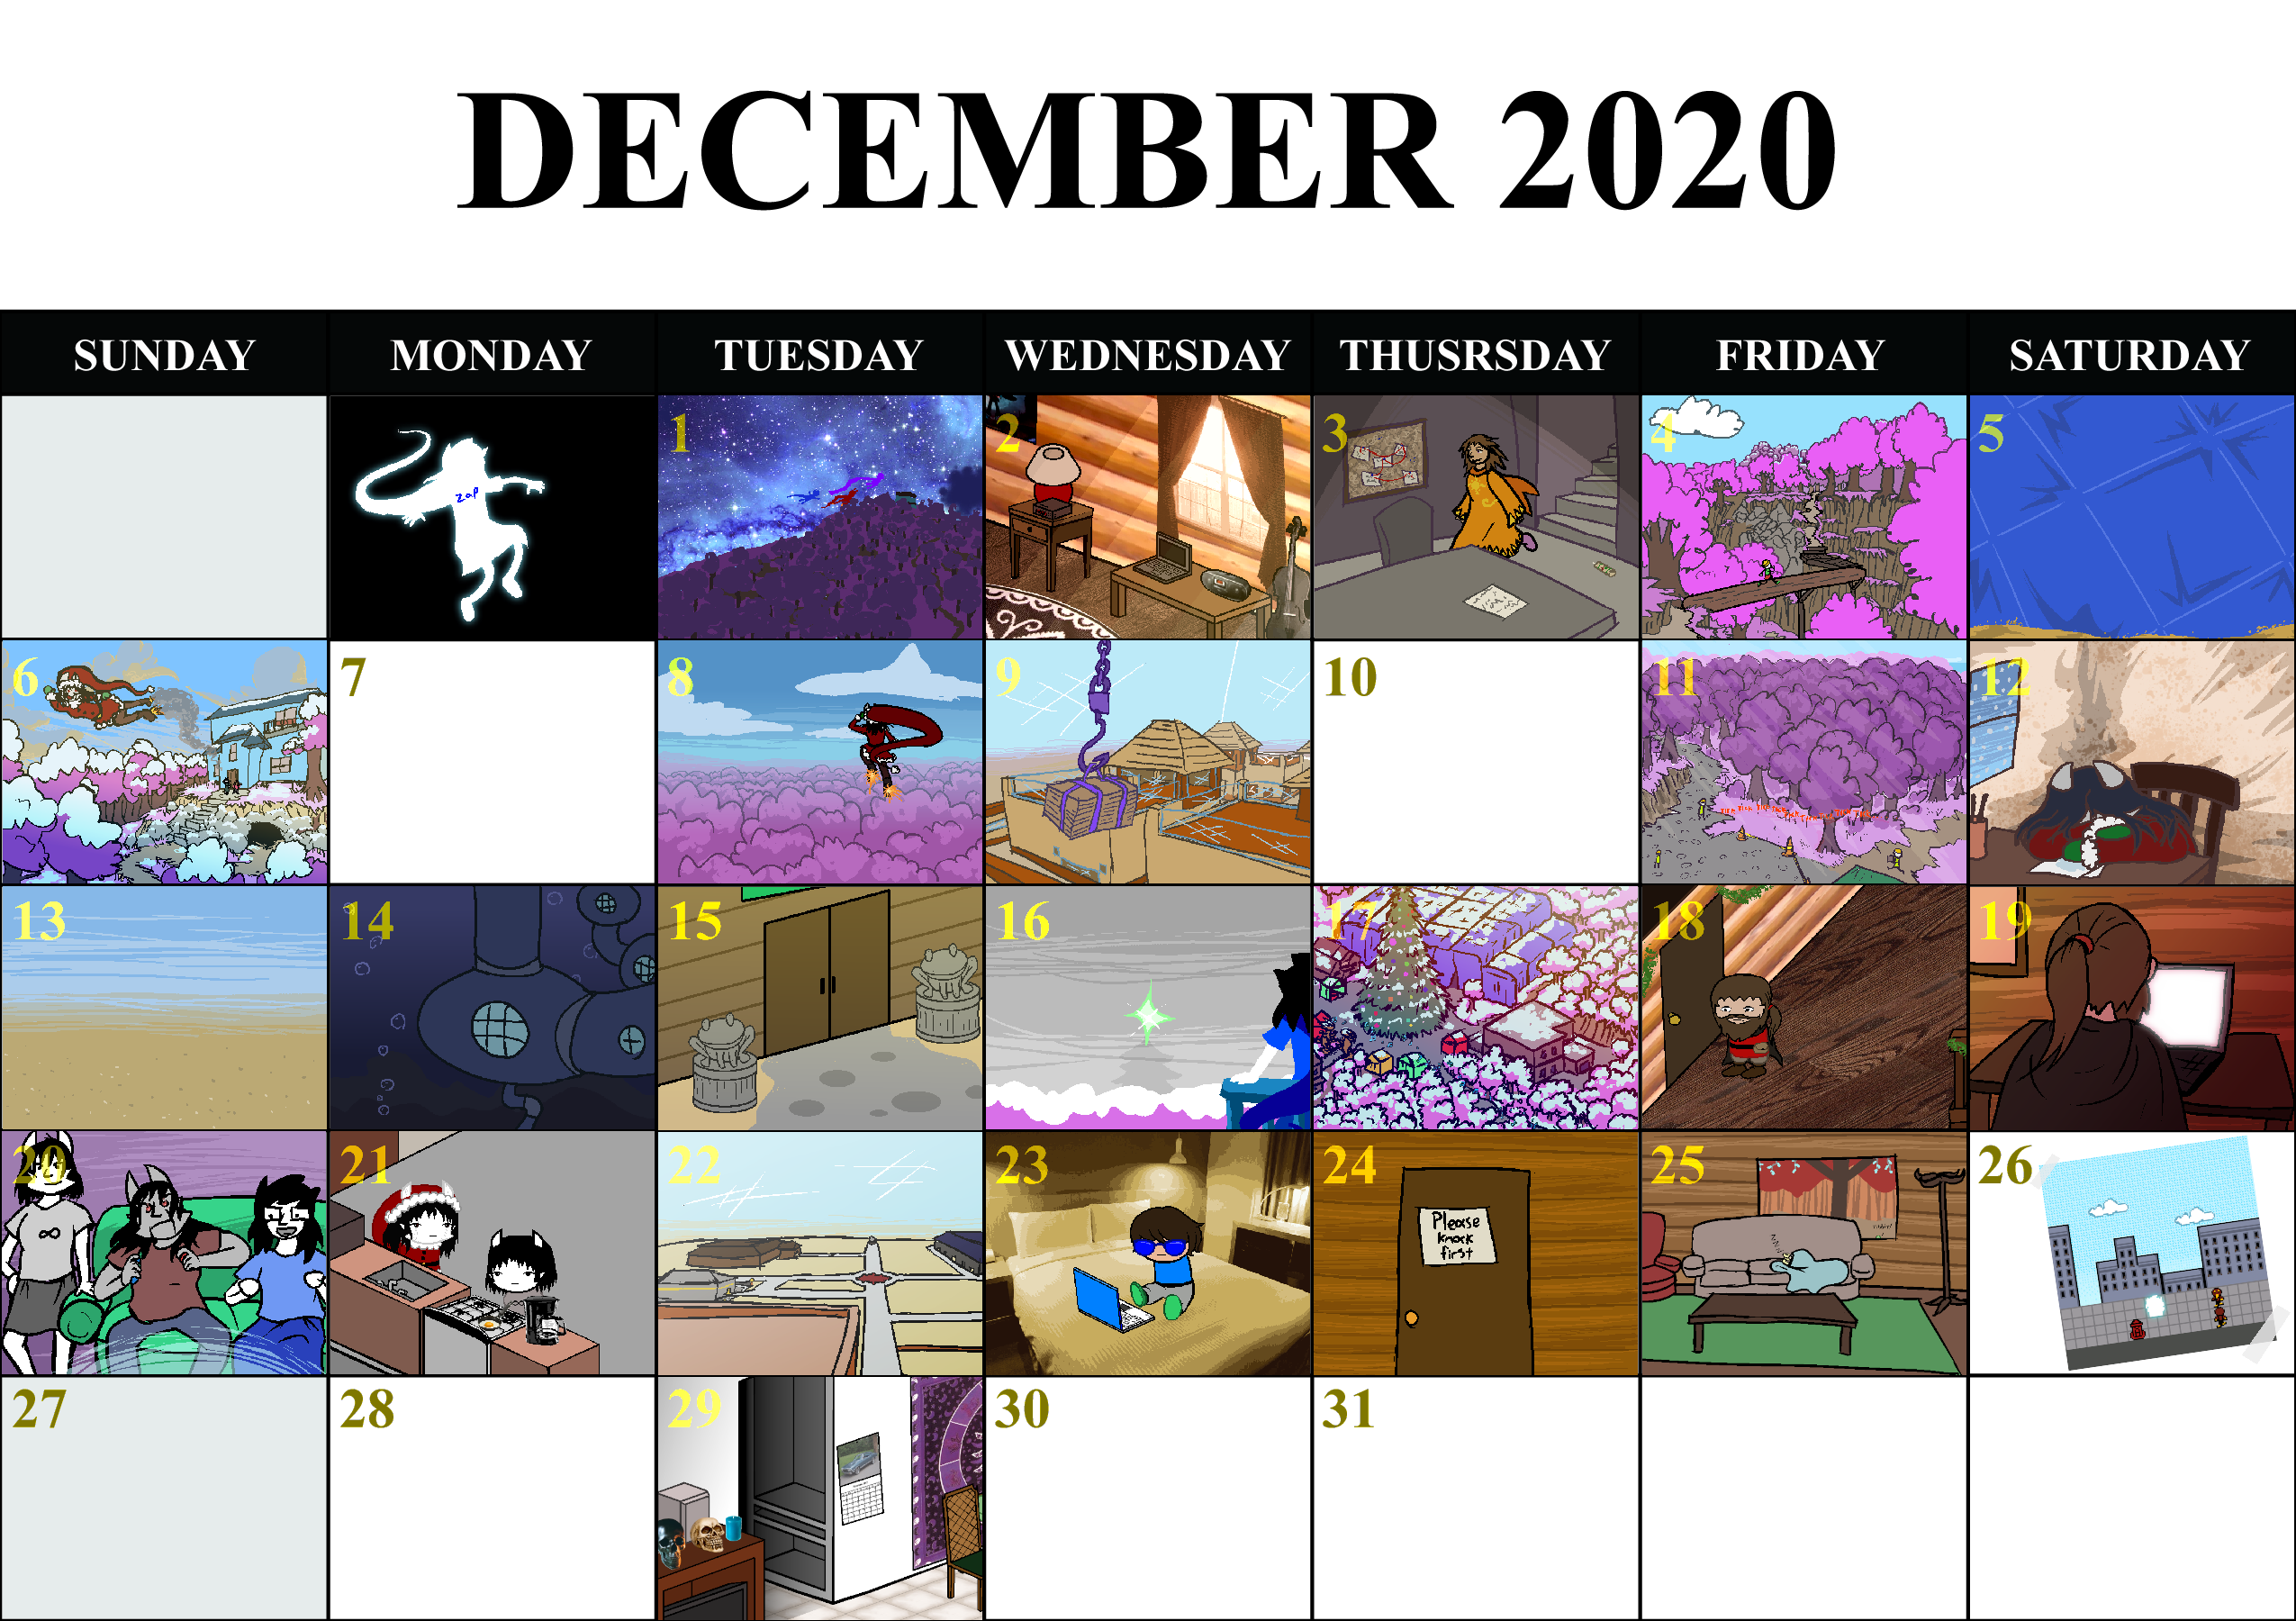 DECEMBER 2020
SUNDAY MONDAY TUESDAY WEDNESDAY THUSRSDAY FRIDAY SATURDAY
zap
1 2 3 4 5
6 7 8 9 10 11 12
13 14 15 16 17 18 19
20 21 22 23 24 25 26
Please
knock
first
27 28 29 30 31